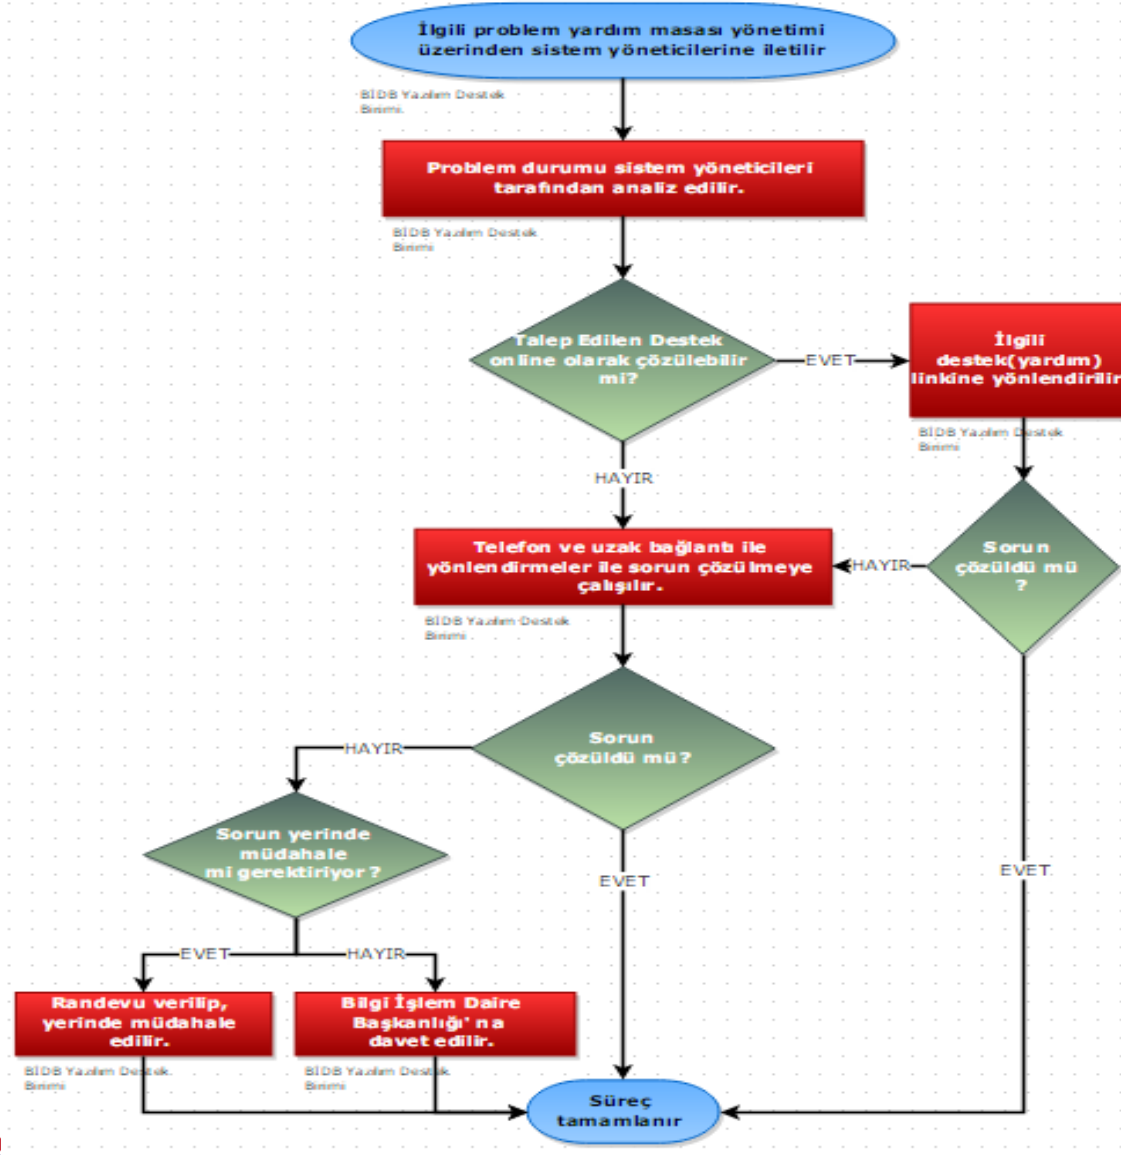 İlgili problem yardım masası yönetimi
üzerinden sistem yöneticilerine iletilir
BİDB Yazılım Destek
Birimi.
Problem durumu sistem yöneticileri
tarafından analiz edilir.
BİDB Yazılım Destek
Birimi
Talep Edilen Destek
online olarak çözülebilir
mi?
EVET
İlgili
destek(yardım)
linkine yönlendirilir
BİDB Yazılım Destek
Birimi
HAYIR
Telefon ve uzak bağlantı ile
yönlendirmeler ile sorun çözülmeye
çalışılır.
HAYIR
Sorun
çözüldü mü
?
BİDB Yazılım Destek
Birimi
Sorun
çözüldü mü?
HAYIR
Sorun yerinde
müdahale
mi gerektiriyor?
EVET
EVET
EVET
HAYIR
Randevu verilip,
yerinde müdahale
edilir.
Bilgi İşlem Daire
Başkanlığı' na
davet edilir.
BİDB Yazılım Destek
Birimi
BİDB Yazılım Destek
Birimi
Süreç
tamamlanır